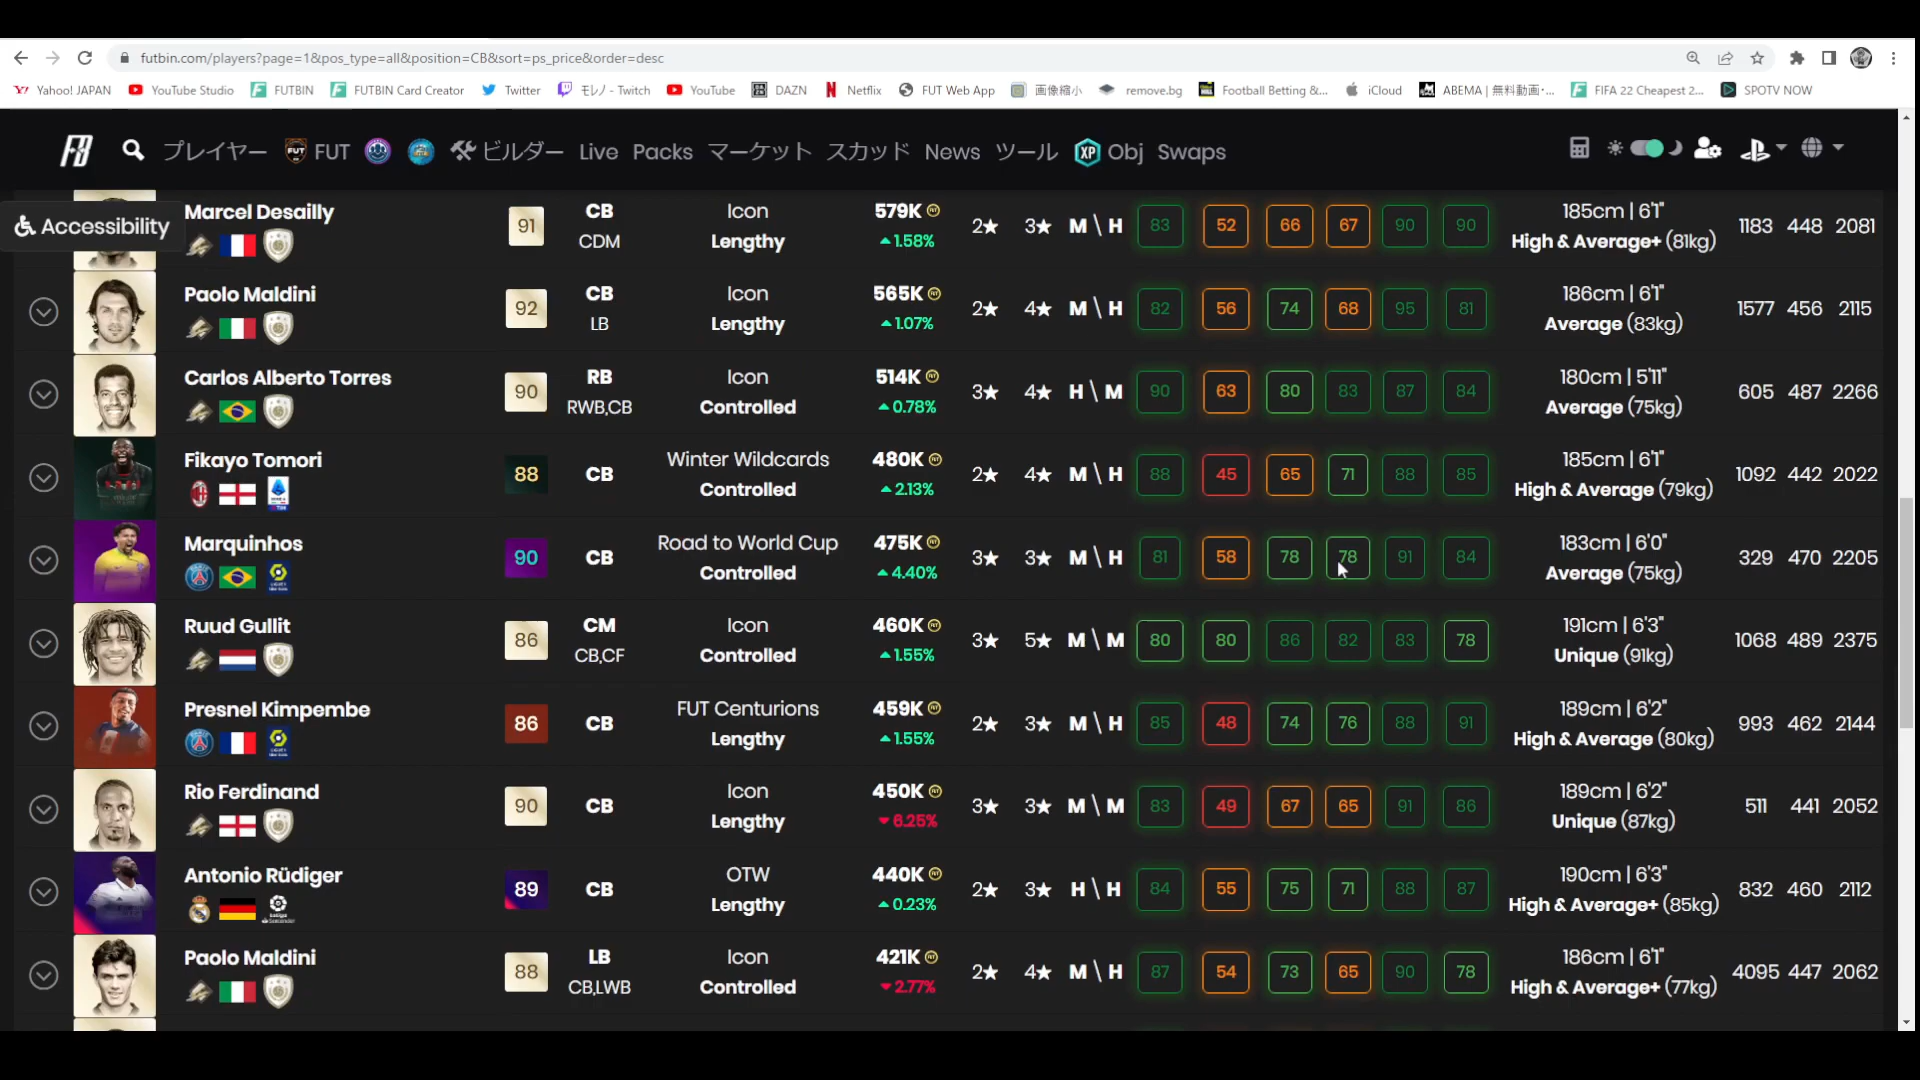 futbin.com/players?page=1&pos_type=all&position=CB&sort=ps_price&order=desc
Yahoo! JAPAN YouTube Studio FUTBIN FUTBIN Card Creator Twitter モレノ - Twitch YouTube DAZN Netflix FUT Web App 画像縮小 remove.bg Football Betting &... iCloud ABEMA | 無料動画・... FIFA 22 Cheapest 2... SPOTV NOW
プレイヤー FUT ビルダー Live Packs マーケット スカッド News ツール XP Obj Swaps
Accessibility
Marcel Desailly 91 CB Icon 579K 2★ 3★ M \ H 83 52 66 67 90 90 185cm | 6'1" 1183 448 2081
CDM Lengthy 1.58% High & Average+ (81kg)
Paolo Maldini 92 CB Icon 565K 2★ 4★ M \ H 82 56 74 68 95 81 186cm | 6'1" 1577 456 2115
LB Lengthy 1.07% Average (83kg)
Carlos Alberto Torres 90 RB Icon 514K 3★ 4★ H \ M 90 63 80 83 87 84 180cm | 5'11" 605 487 2266
RWB,CB Controlled 0.78% Average (75kg)
Fikayo Tomori 88 CB Winter Wildcards 480K 2★ 4★ M \ H 88 45 65 71 88 85 185cm | 6'1" 1092 442 2022
Controlled 2.13% High & Average (79kg)
Marquinhos 90 CB Road to World Cup 475K 3★ 3★ M \ H 81 58 78 78 91 84 183cm | 6'0" 329 470 2205
Controlled 4.40% Average (75kg)
Ruud Gullit 86 CM Icon 460K 3★ 5★ M \ M 80 80 86 82 83 78 191cm | 6'3" 1068 489 2375
CB,CF Controlled 1.55% Unique (91kg)
Presnel Kimpembe 86 CB FUT Centurions 459K 2★ 3★ M \ H 85 48 74 76 88 91 189cm | 6'2" 993 462 2144
Lengthy 1.55% High & Average (80kg)
Rio Ferdinand 90 CB Icon 450K 3★ 3★ M \ M 83 49 67 65 91 86 189cm | 6'2" 511 441 2052
Lengthy 6.25% Unique (87kg)
Antonio Rüdiger 89 CB OTW 440K 2★ 3★ H \ H 84 55 75 71 88 87 190cm | 6'3" 832 460 2112
Lengthy 0.23% High & Average+ (85kg)
Paolo Maldini 88 LB Icon 421K 2★ 4★ M \ H 87 54 73 65 90 78 186cm | 6'1" 4095 447 2062
CB,LWB Controlled 2.77% High & Average+ (77kg)